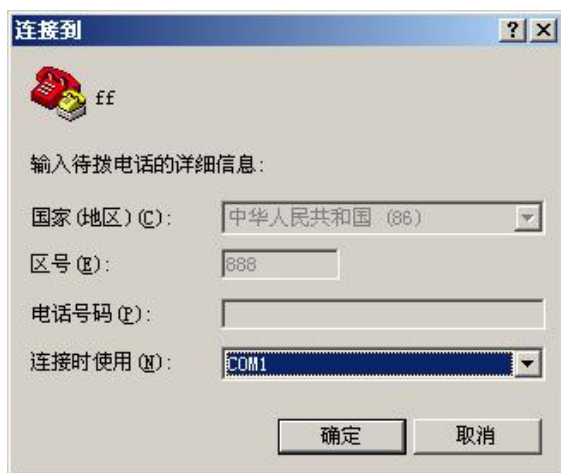 连接到
ff
输入待拨电话的详细信息:
国家(地区)(C): 中华人民共和国 (86)
区号(E): 888
电话号码(P):
连接时使用(N): COM1
确定 取消